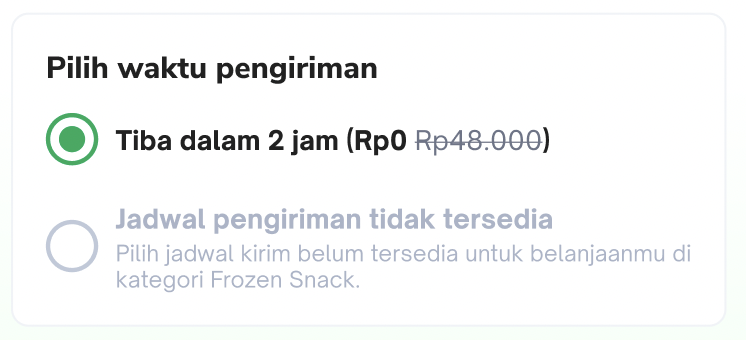 Pilih waktu pengiriman
Tiba dalam 2 jam (Rp0 Rp48.000)
Jadwal pengiriman tidak tersedia
Pilih jadwal kirim belum tersedia untuk belanjaanmu di
kategori Frozen Snack.